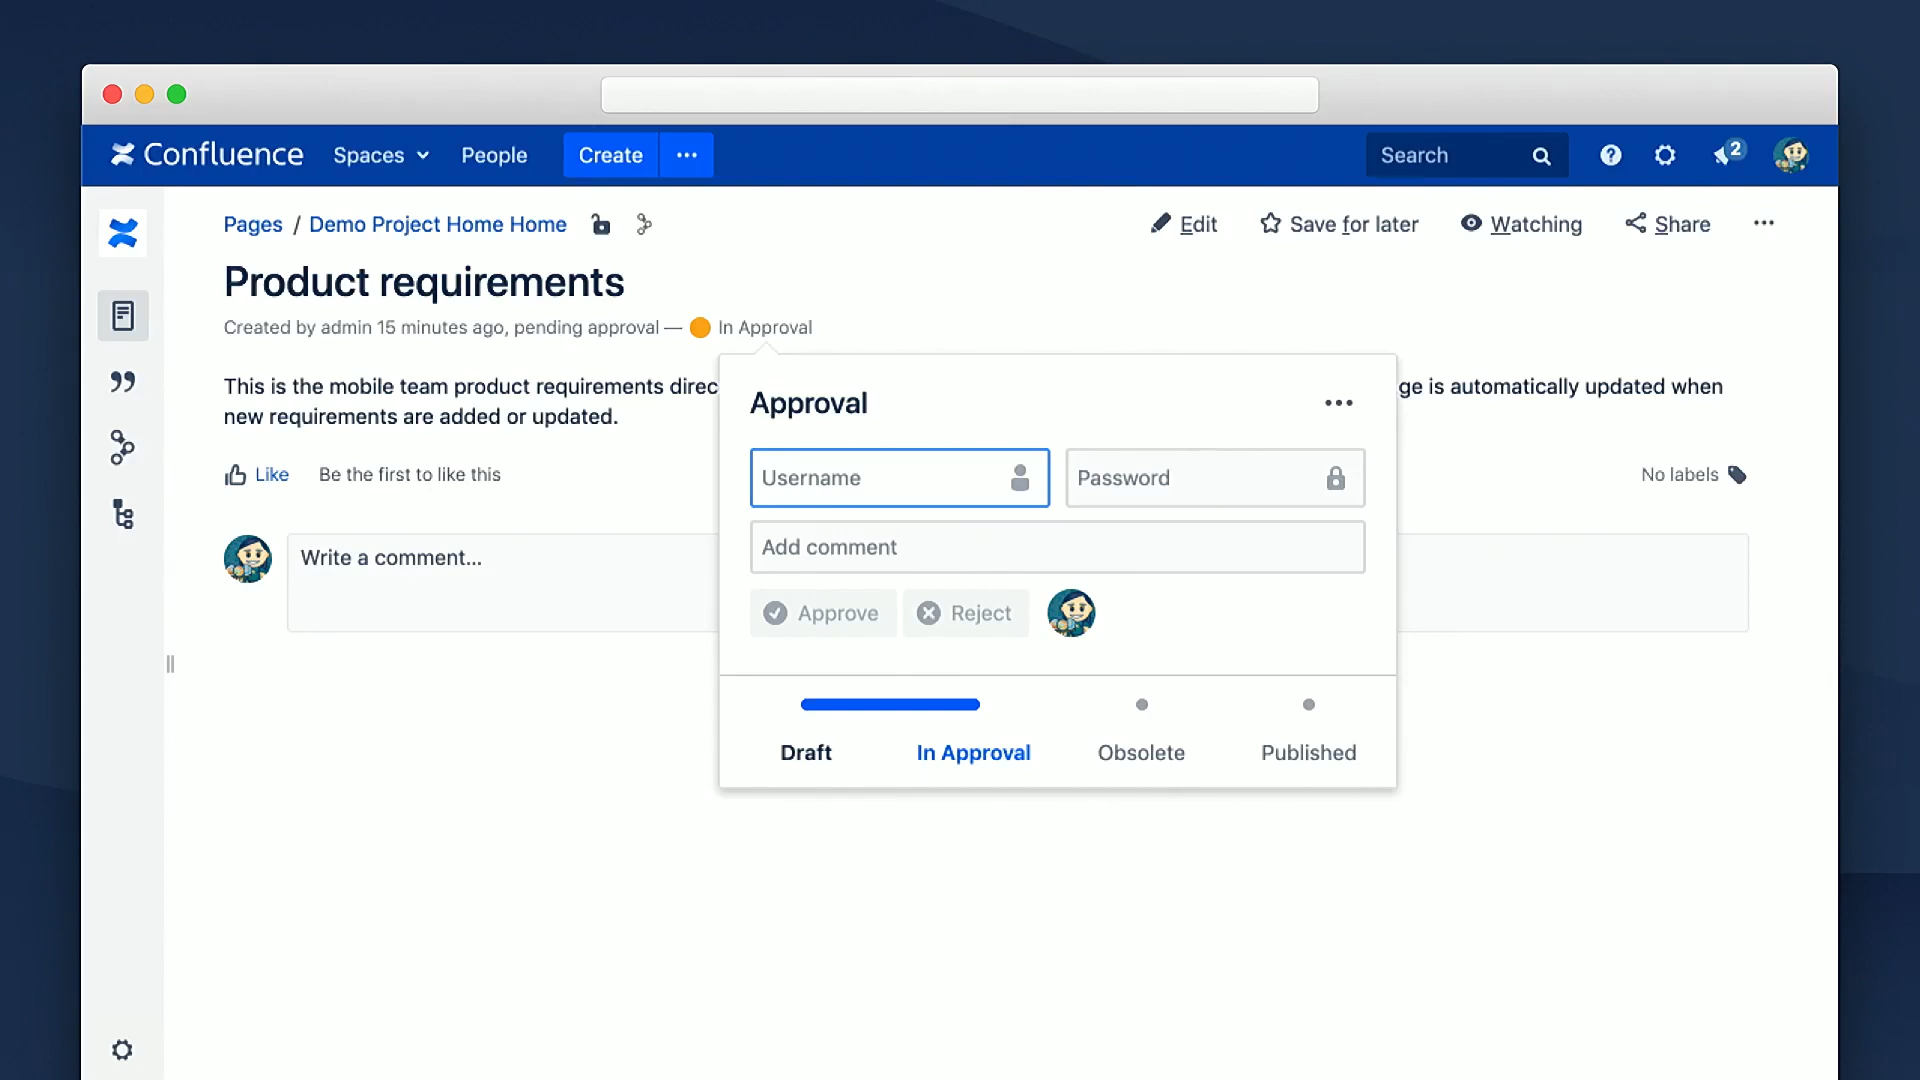 Confluence Spaces People Create ••• Search 2
Pages / Demo Project Home Home Edit Save for later Watching Share •••
Product requirements
Created by admin 15 minutes ago, pending approval — In Approval
This is the mobile team product requirements direc ge is automatically updated when
new requirements are added or updated.
Like Be the first to like this No labels
Write a comment...
Approval •••
Username Password
Add comment
Approve Reject
Draft In Approval Obsolete Published